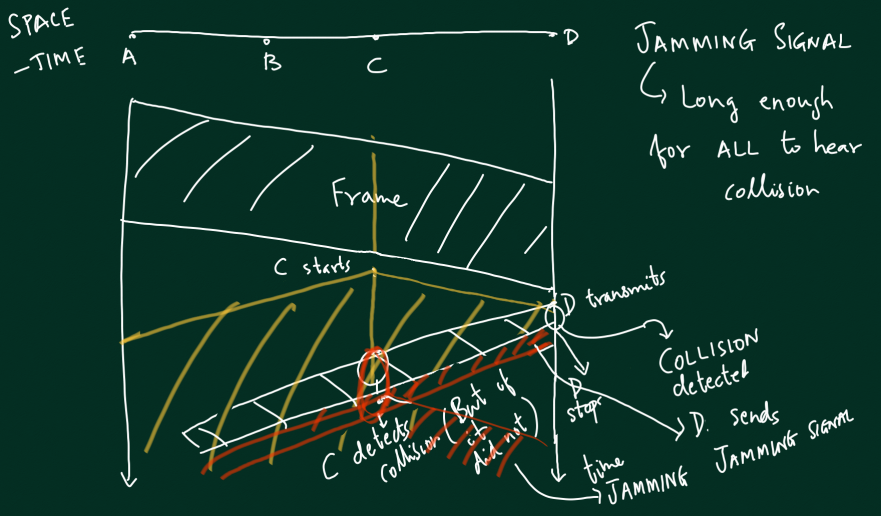 SPACE
-TIME
A
B
C
D
JAMMING SIGNAL
Long enough
for ALL to hear
collision
Frame
C starts
D transmits
COLLISION
detected
D
stops
D. sends
JAMMING SIGNAL
C detects
collision
(But if
it
did not)
time
JAMMING